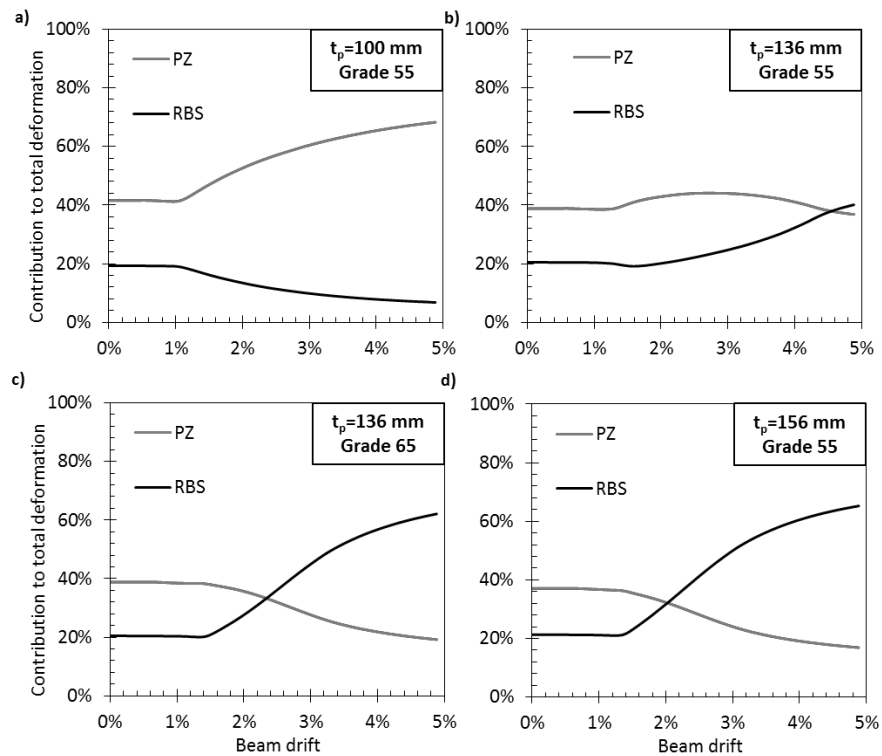 a)
100%
80%
60%
40%
20%
0%
0%
1%
2%
3%
4%
5%
PZ
RBS
tp=100 mm
Grade 55
Contribution to total deformation
b)
100%
80%
60%
40%
20%
0%
0%
1%
2%
3%
4%
5%
PZ
RBS
tp=136 mm
Grade 55
c)
100%
80%
60%
40%
20%
0%
0%
1%
2%
3%
4%
5%
PZ
RBS
tp=136 mm
Grade 65
Contribution to total deformation
Beam drift
d)
100%
80%
60%
40%
20%
0%
0%
1%
2%
3%
4%
5%
PZ
RBS
tp=156 mm
Grade 55
Beam drift